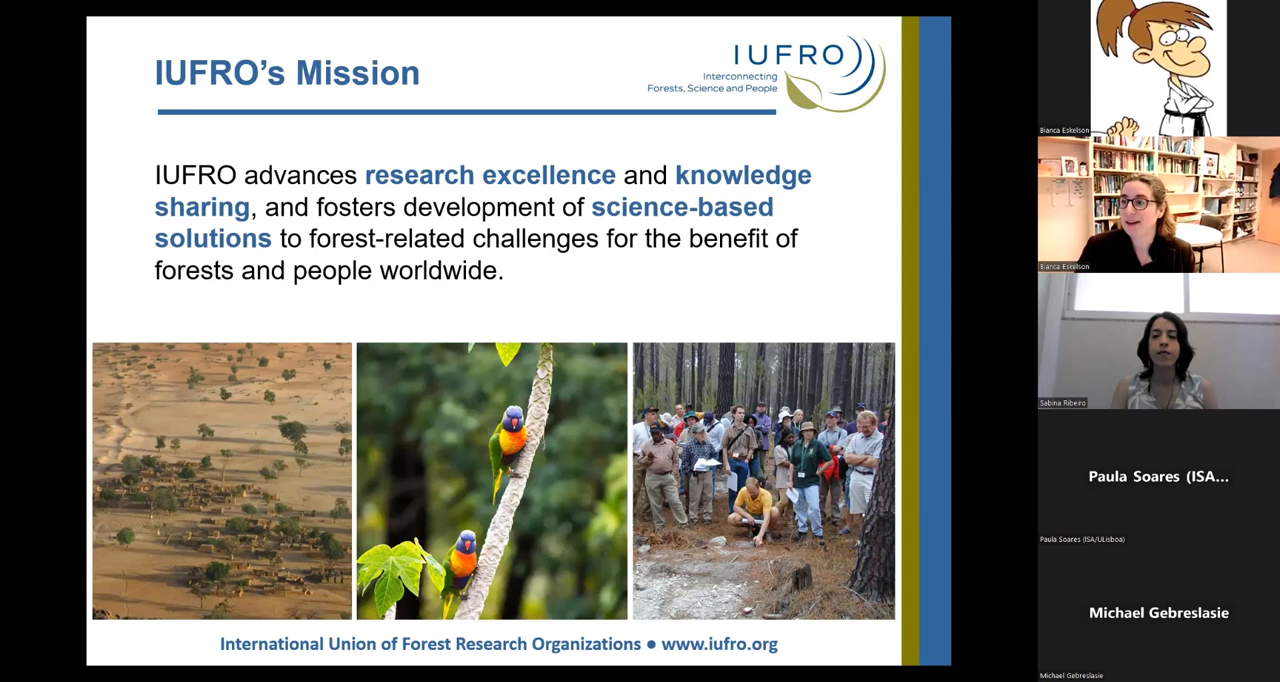 IUFRO's Mission
IUFRO
Interconnecting
Forests, Science and People
IUFRO advances research excellence and knowledge
sharing, and fosters development of science-based
solutions to forest-related challenges for the benefit of
forests and people worldwide.
International Union of Forest Research Organizations ● www.iufro.org
Bianca Eskelson
Bianca Eskelson
Sabina Ribeiro
Paula Soares (ISA...
Paula Soares (ISA/ULisboa)
Michael Gebreslasie
Michael Gebreslasie